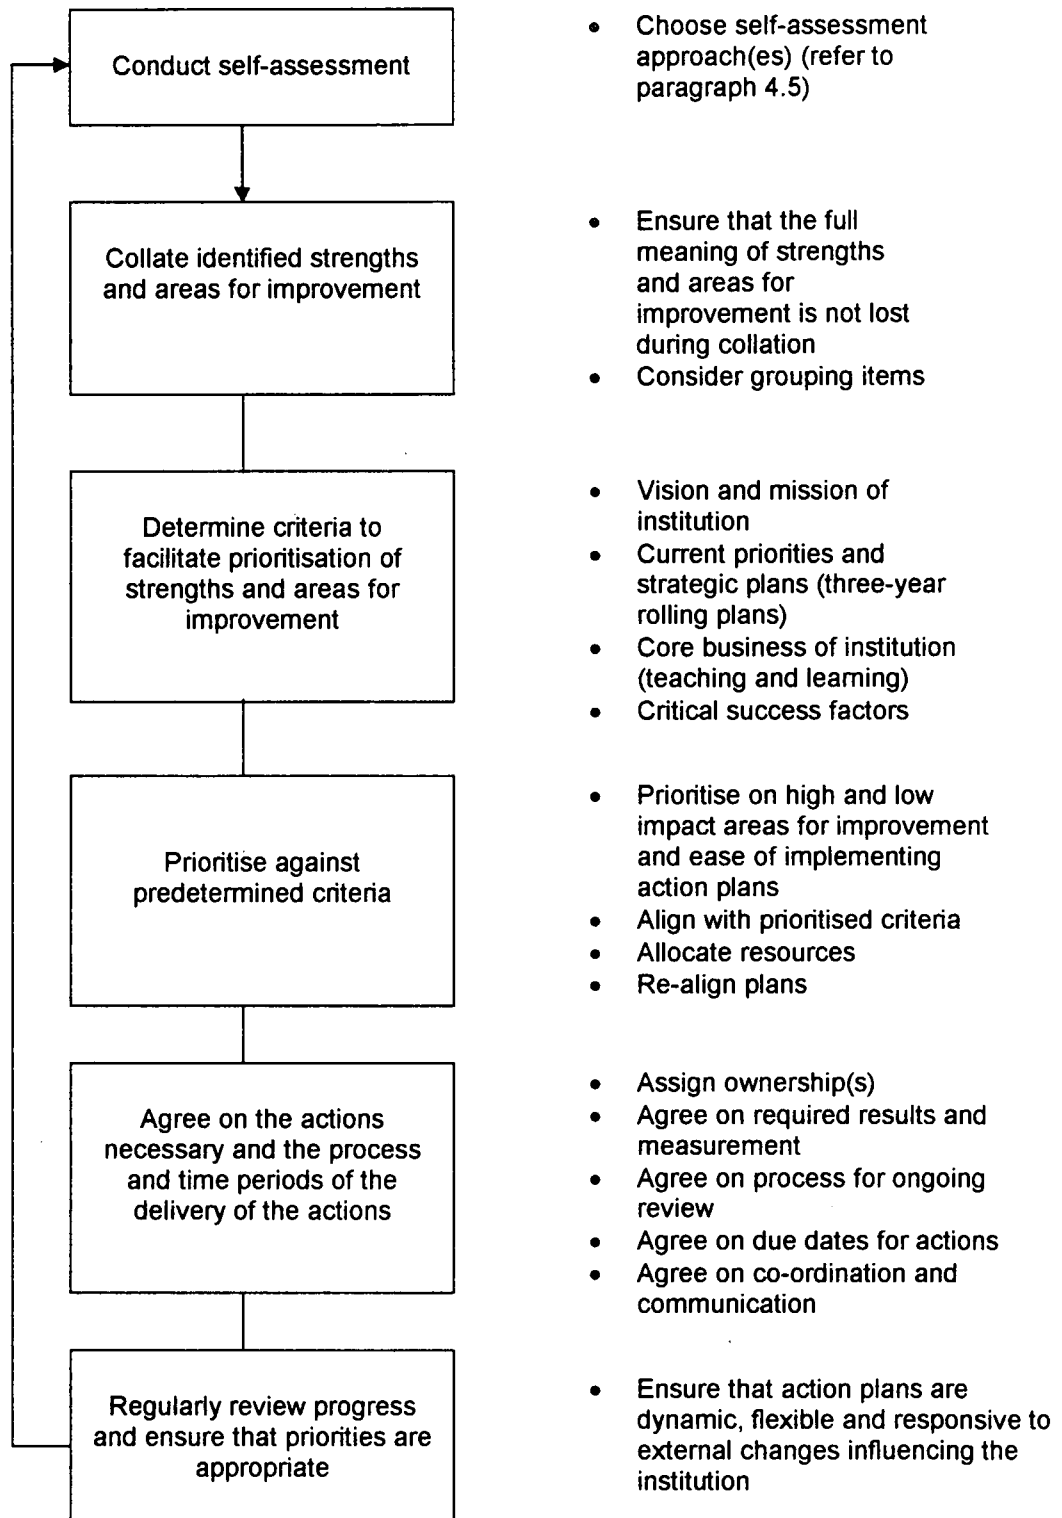 Conduct self-assessment
• Choose self-assessment
approach(es) (refer to
paragraph 4.5)
Collate identified strengths
and areas for improvement
• Ensure that the full
meaning of strengths
and areas for
improvement is not lost
during collation
• Consider grouping items
Determine criteria to
facilitate prioritisation of
strengths and areas for
improvement
• Vision and mission of
institution
• Current priorities and
strategic plans (three-year
rolling plans)
• Core business of institution
(teaching and learning)
• Critical success factors
Prioritise against
predetermined criteria
• Prioritise on high and low
impact areas for improvement
and ease of implementing
action plans
• Align with prioritised criteria
• Allocate resources
• Re-align plans
Agree on the actions
necessary and the process
and time periods of the
delivery of the actions
• Assign ownership(s)
• Agree on required results and
measurement
• Agree on process for ongoing
review
• Agree on due dates for actions
• Agree on co-ordination and
communication
Regularly review progress
and ensure that priorities are
appropriate
• Ensure that action plans are
dynamic, flexible and responsive to
external changes influencing the
institution